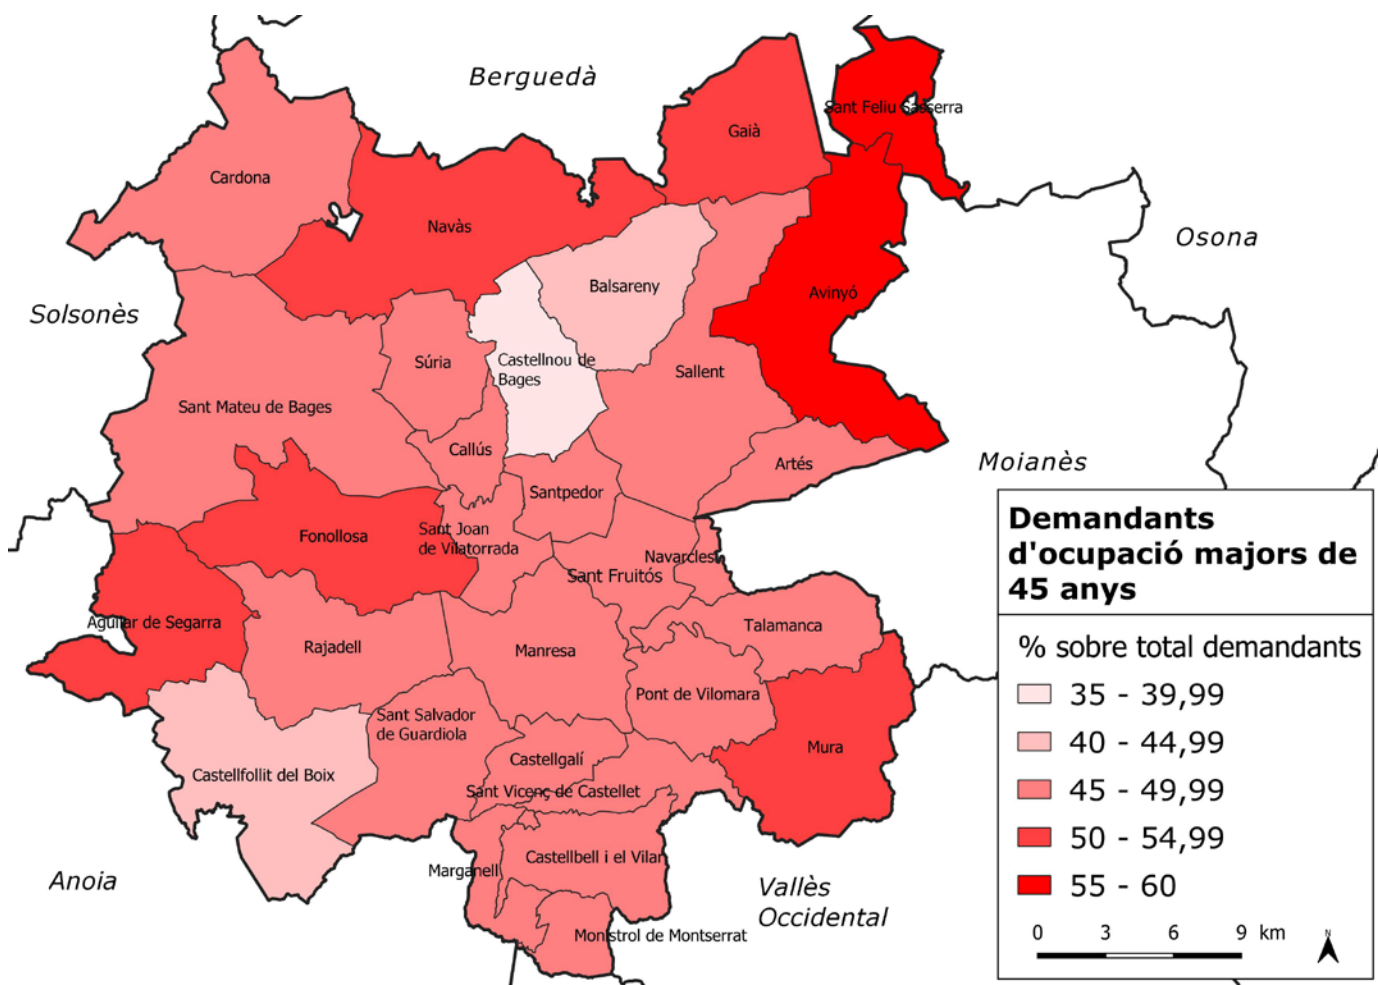 Berguedà
Sant Feliu Sasserra
Gaià
Cardona
Navàs
Osona
Balsareny
Avinyó
Solsonès
Castellnou de
Bages
Súria
Sallent
Sant Mateu de Bages
Callús
Artés
Moianès
Santpedor
Fonollosa
Sant Joan
de Vilatorrada
Navarcles
Sant Fruitós
Aguilar de Segarra
Talamanca
Rajadell
Manresa
Pont de Vilomara
Sant Salvador
de Guardiola
Mura
Castellgalí
Castellfollit del Boix
Sant Vicenç de Castellet
Castellbell i el Vilar
Marganell
Anoia
Vallès
Occidental
Monistrol de Montserrat
Demandants
d'ocupació majors de
45 anys
% sobre total demandants
35 - 39,99
40 - 44,99
45 - 49,99
50 - 54,99
55 - 60
0 3 6 9 km
N